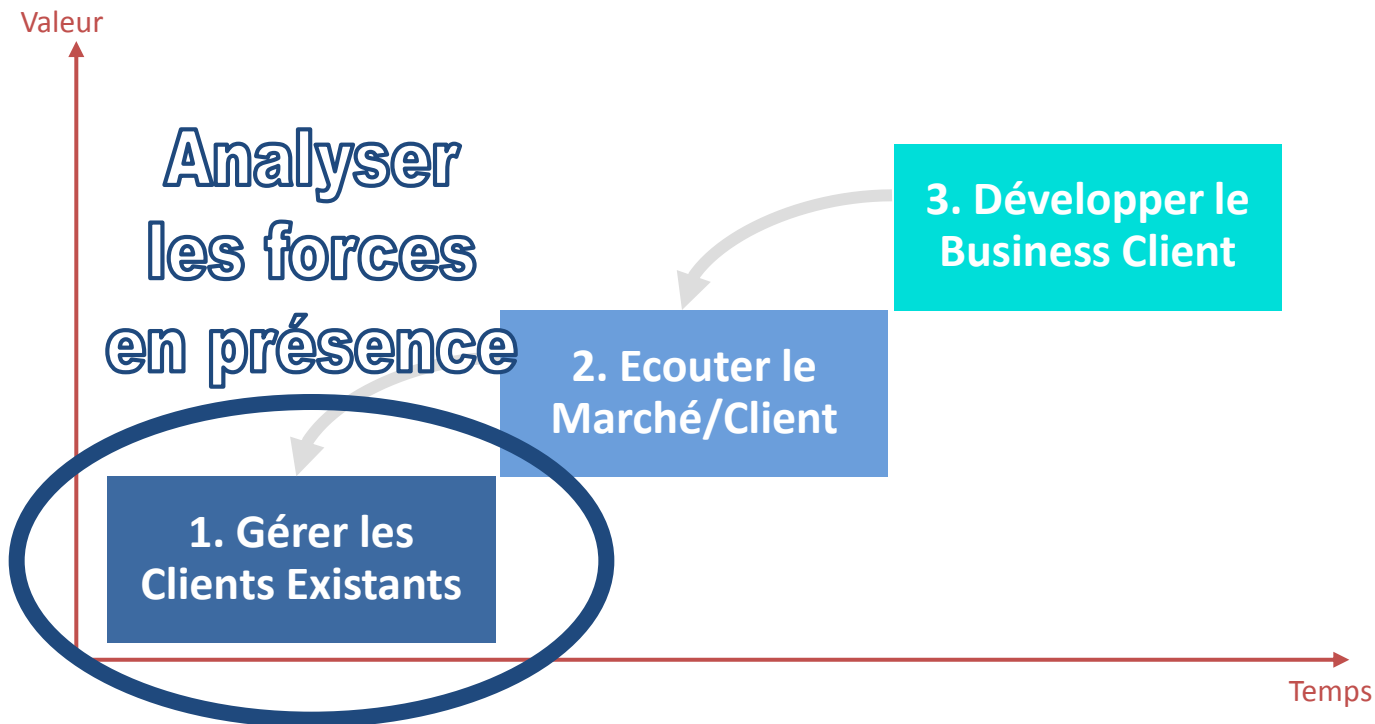 Valeur
Analyser
les forces
en présence
3. Développer le
Business Client
2. Ecouter le
Marché/Client
1. Gérer les
Clients Existants
Temps